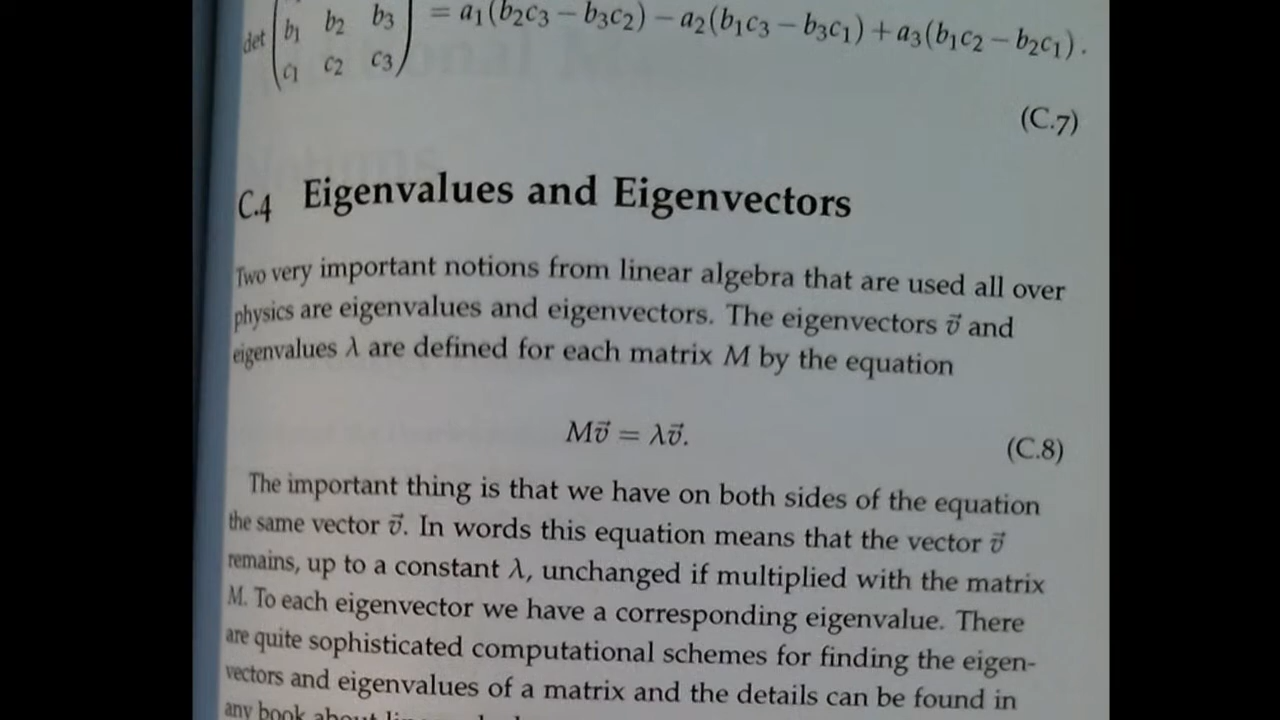 det ( b₁ b₂ b₃ ) = a₁(b₂c₃ − b₃c₂) − a₂(b₁c₃ − b₃c₁) + a₃(b₁c₂ − b₂c₁).
c₁ c₂ c₃
(C.7)
C.4 Eigenvalues and Eigenvectors
Two very important notions from linear algebra that are used all over
physics are eigenvalues and eigenvectors. The eigenvectors v⃗ and
eigenvalues λ are defined for each matrix M by the equation
Mv⃗ = λv⃗. (C.8)
The important thing is that we have on both sides of the equation
the same vector v⃗. In words this equation means that the vector v⃗
remains, up to a constant λ, unchanged if multiplied with the matrix
M. To each eigenvector we have a corresponding eigenvalue. There
are quite sophisticated computational schemes for finding the eigen-
vectors and eigenvalues of a matrix and the details can be found in
any book about